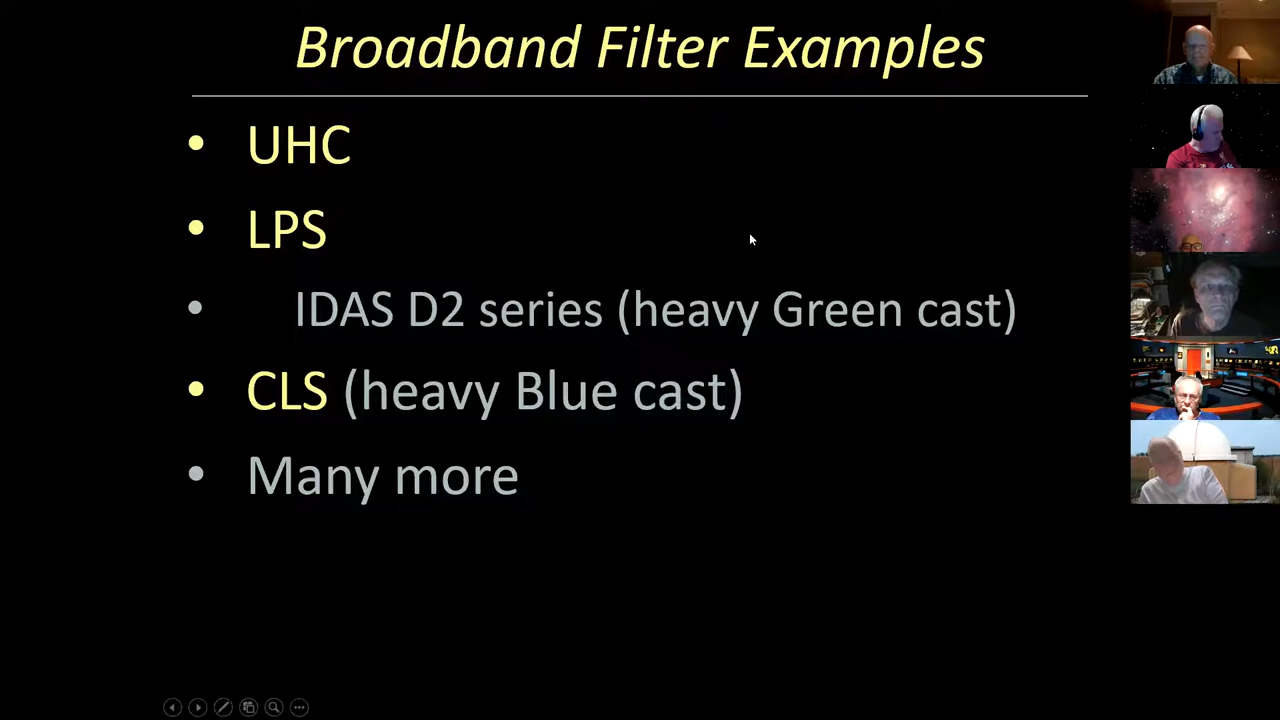 Broadband Filter Examples
• UHC
• LPS
• IDAS D2 series (heavy Green cast)
• CLS (heavy Blue cast)
• Many more